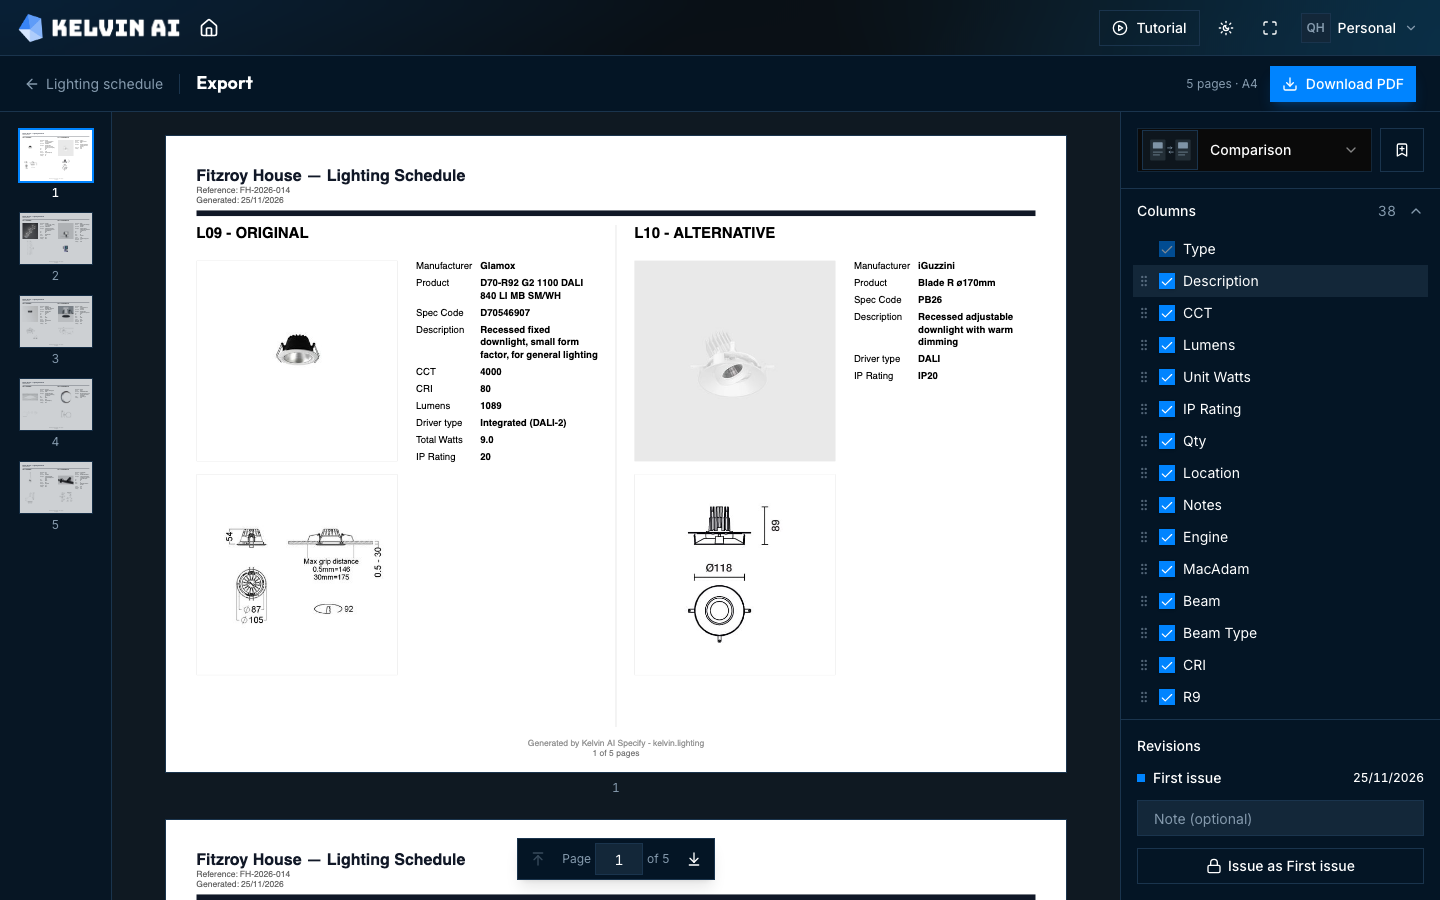 KELVIN AI
Tutorial
QH
Personal
Lighting schedule
Export
5 pages · A4
Download PDF
1
2
3
4
5
Fitzroy House — Lighting Schedule
Reference: FH-2026-014
Generated: 25/11/2026
L09 - ORIGINAL
Manufacturer Glamox
Product D70-R92 G2 1100 DALI
840 LI MB SM/WH
Spec Code D70546907
Description Recessed fixed
downlight, small form
factor, for general lighting
CCT 4000
CRI 80
Lumens 1089
Driver type Integrated (DALI-2)
Total Watts 9.0
IP Rating 20
54
Max grip distance
0.5mm=146
30mm=175
0.5 - 30
Ø87
Ø105
92
L10 - ALTERNATIVE
Manufacturer iGuzzini
Product Blade R ø170mm
Spec Code PB26
Description Recessed adjustable
downlight with warm
dimming
Driver type DALI
IP Rating IP20
89
Ø118
Generated by Kelvin AI Specify - kelvin.lighting
1 of 5 pages
1
Fitzroy House — Lighting Schedule
Reference: FH-2026-014
Generated: 25/11/2026
Page 1 of 5
Comparison
Columns 38
Type
Description
CCT
Lumens
Unit Watts
IP Rating
Qty
Location
Notes
Engine
MacAdam
Beam
Beam Type
CRI
R9
Revisions
First issue 25/11/2026
Note (optional)
Issue as First issue